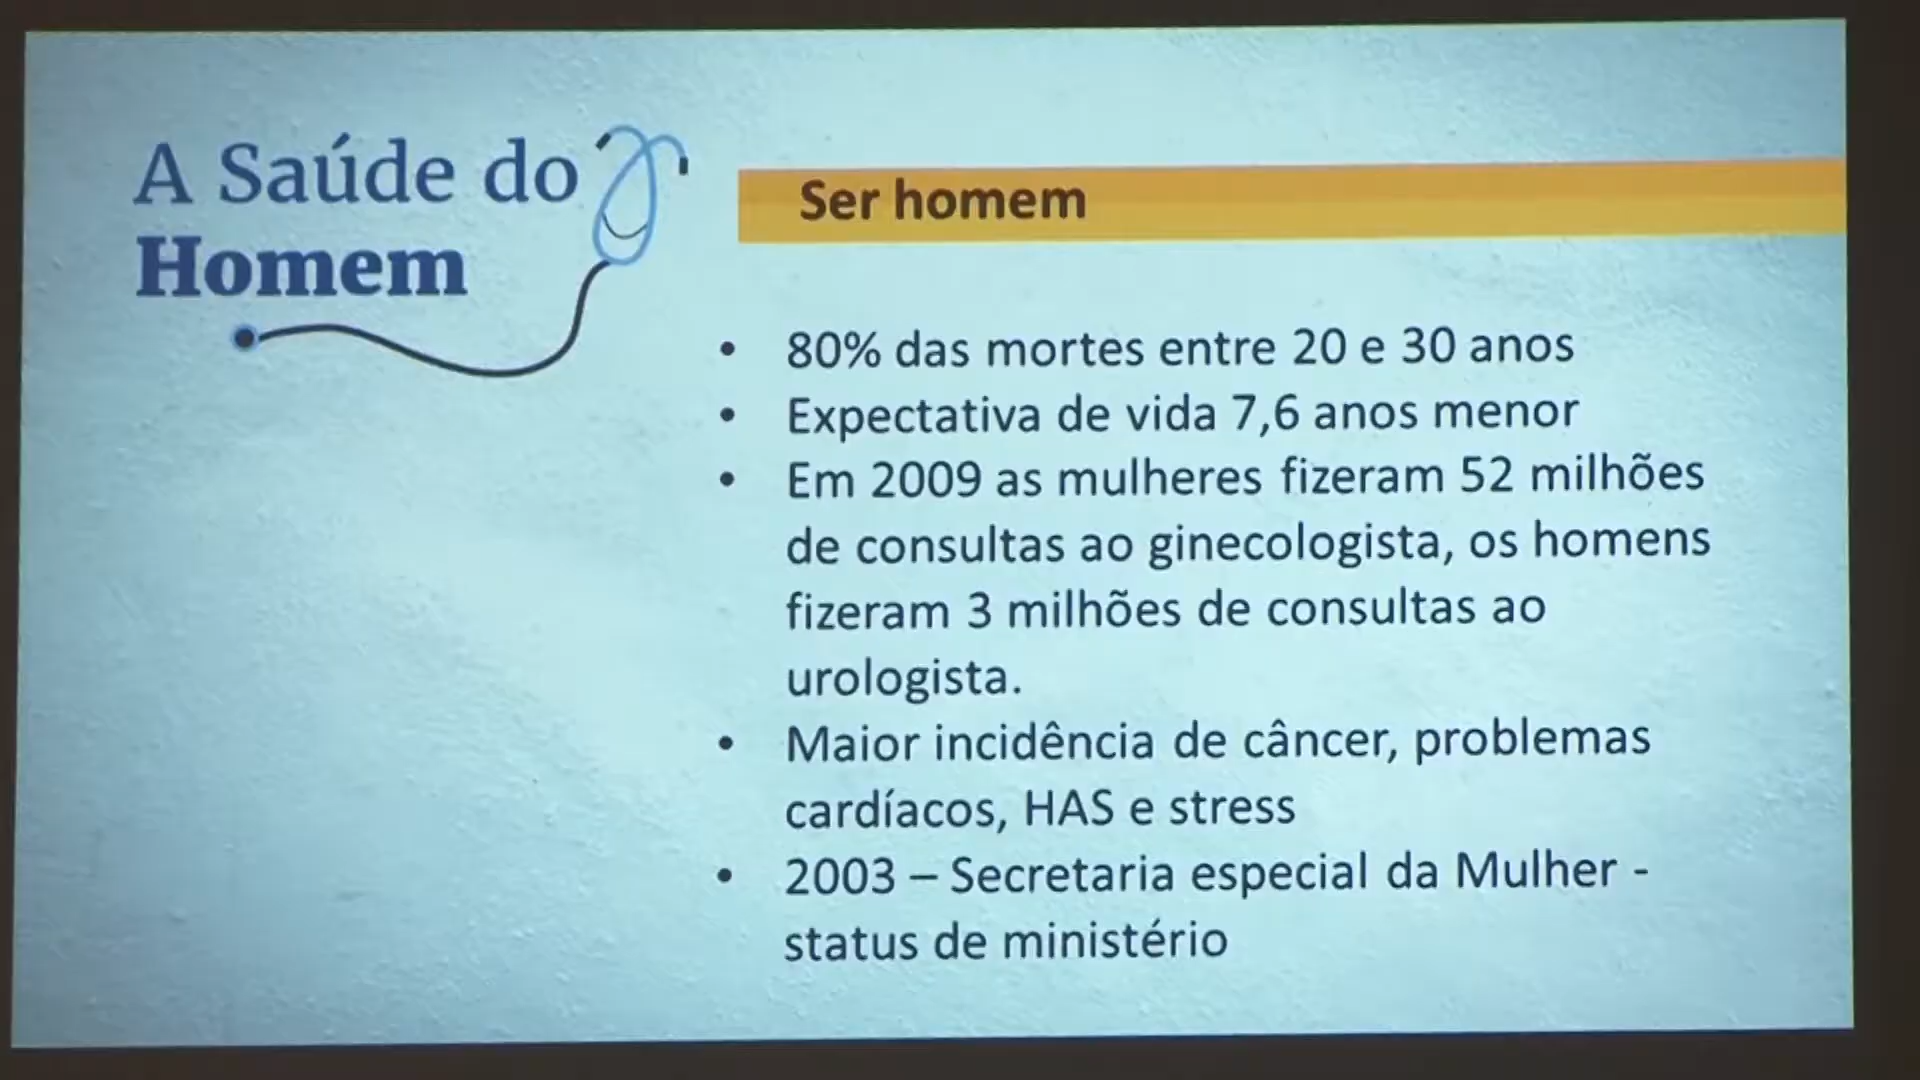 A Saúde do
Homem
Ser homem
• 80% das mortes entre 20 e 30 anos
• Expectativa de vida 7,6 anos menor
• Em 2009 as mulheres fizeram 52 milhões
de consultas ao ginecologista, os homens
fizeram 3 milhões de consultas ao
urologista.
• Maior incidência de câncer, problemas
cardíacos, HAS e stress
• 2003 – Secretaria especial da Mulher -
status de ministério